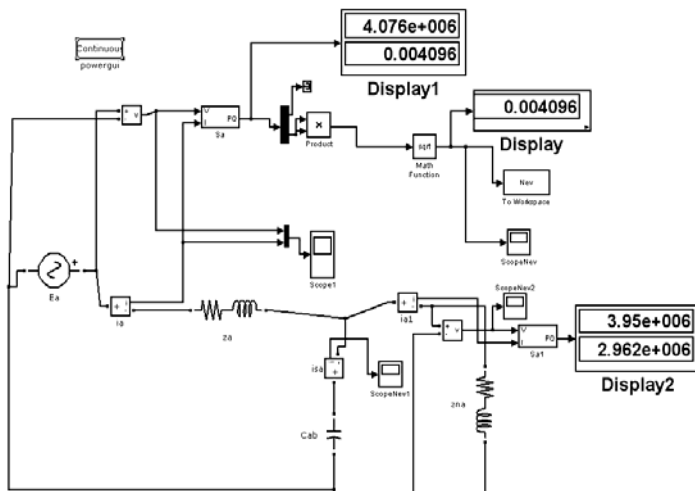 4.076e+006
0.004096
Display1
Continuous
powergui
+
-
v
V
I
PQ
Sa
×
Product
sqrt
Math
Function
0.004096
Display
Nev
To Workspace
ScopeNev
Scope1
+
Ea
+
-
i
ia
za
+
-
i
ia1
ScopeNev2
+
-
v
V
I
PQ
Sa1
3.95e+006
2.962e+006
Display2
isa
ScopeNev1
zna
Cab